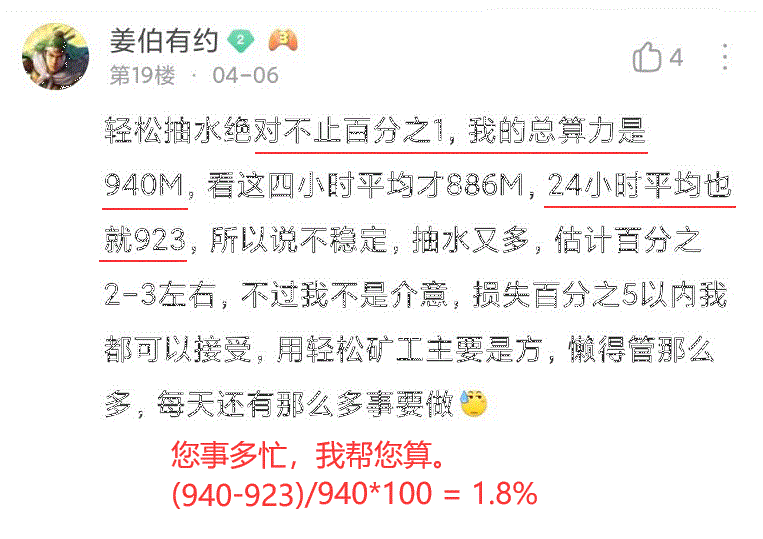 姜伯有约 2 3
第19楼 · 04-06
4
轻松抽水绝对不止百分之1，我的总算力是
940M，看这四小时平均才886M，24小时平均也
就923，所以说不稳定，抽水又多，估计百分之
2-3左右，不过我不是介意，损失百分之5以内我
都可以接受，用轻松矿工主要是方，懒得管那么
多，每天还有那么多事要做
您事多忙，我帮您算。
(940-923)/940*100 = 1.8%